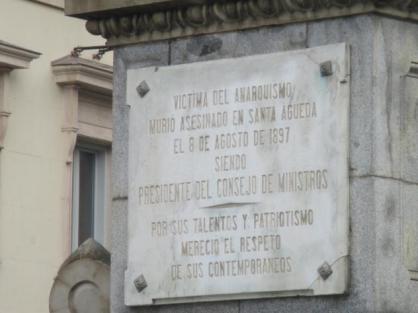 VICTIMA DEL ANARQUISMO
MURIO ASESINADO EN SANTA AGUEDA
EL 8 DE AGOSTO DE 1897
SIENDO
PRESIDENTE DEL CONSEJO DE MINISTROS
POR SUS TALENTOS Y PATRIOTISMO
MERECIO EL RESPETO
DE SUS CONTEMPORANEOS